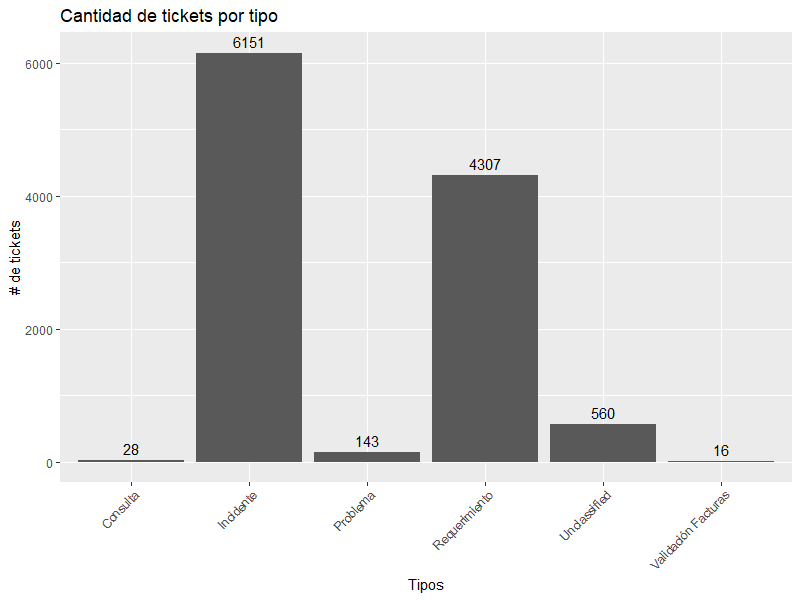 Cantidad de tickets por tipo
6151
4307
560
143
28
16
6000
4000
2000
0
# de tickets
Consulta
Incidente
Problema
Requerimiento
Unclassified
Validación Facturas
Tipos